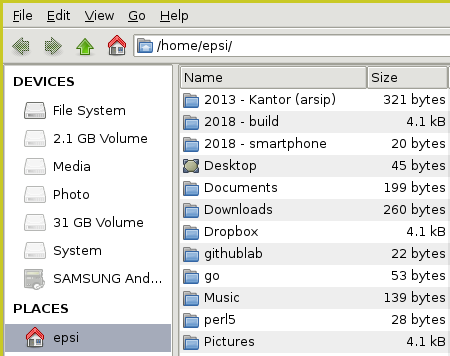 File Edit View Go Help
/home/epsi/
DEVICES
File System
2.1 GB Volume
Media
Photo
31 GB Volume
System
SAMSUNG And...
PLACES
epsi
Name Size
2013 - Kantor (arsip) 321 bytes
2018 - build 4.1 kB
2018 - smartphone 20 bytes
Desktop 45 bytes
Documents 199 bytes
Downloads 260 bytes
Dropbox 4.1 kB
githublab 22 bytes
go 53 bytes
Music 139 bytes
perl5 28 bytes
Pictures 4.1 kB